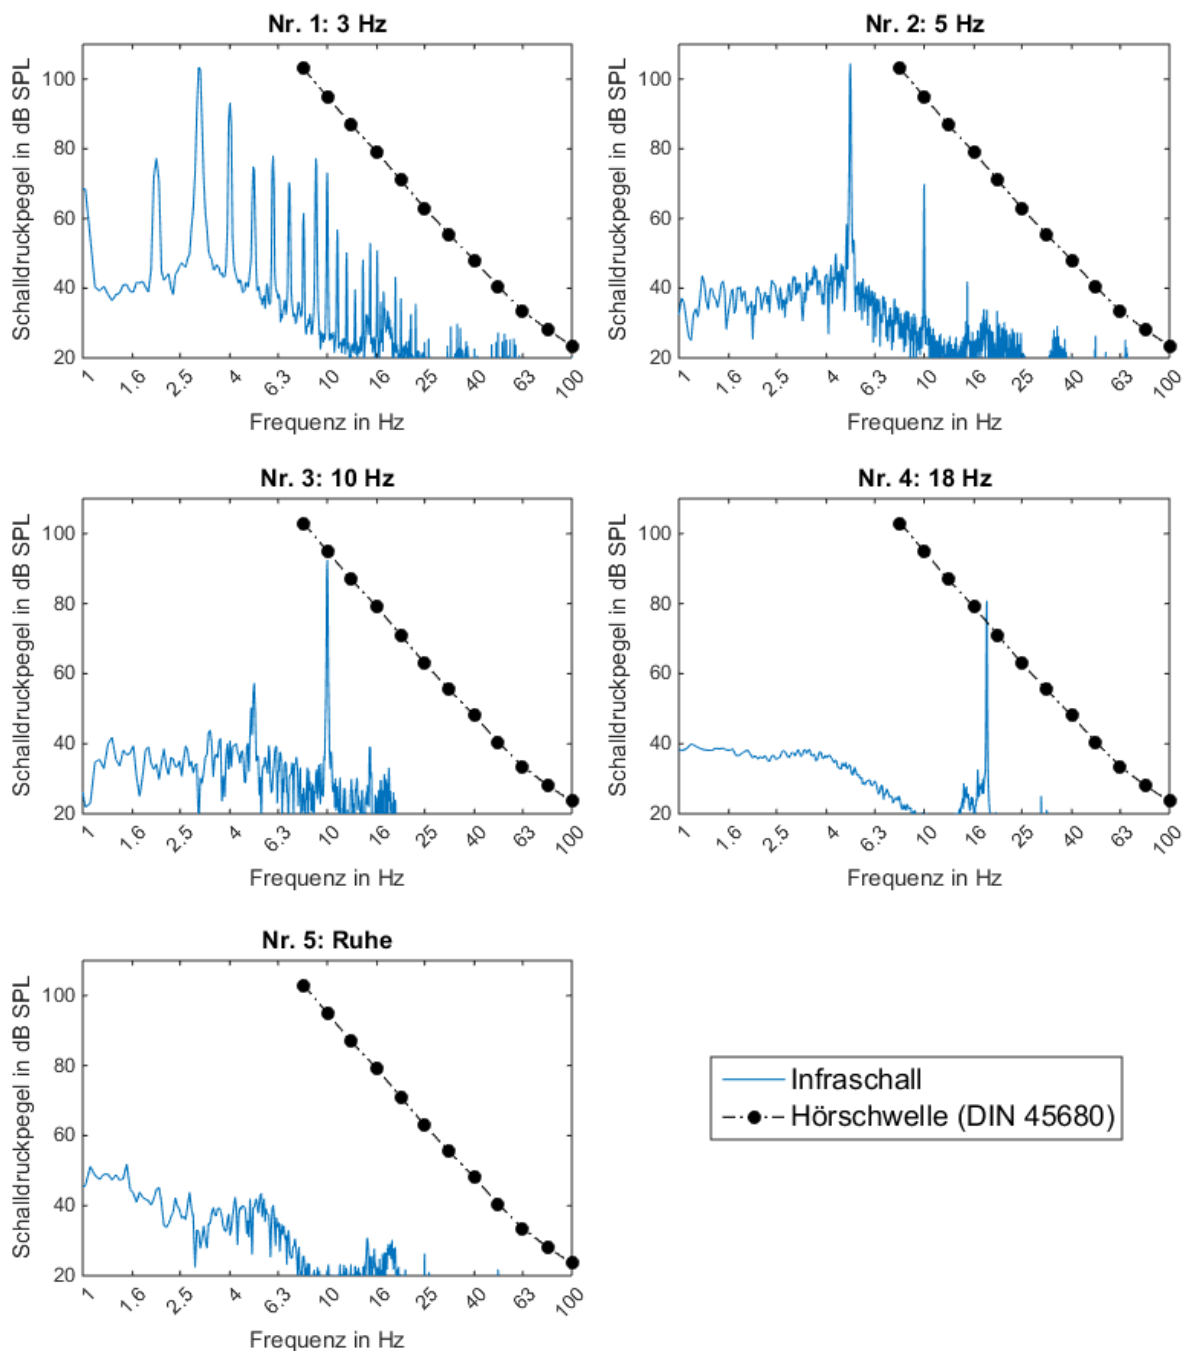 Nr. 1: 3 Hz
Schalldruckpegel in dB SPL
100
80
60
40
20
1 1.6 2.5 4 6.3 10 16 25 40 63 100
Frequenz in Hz
Nr. 2: 5 Hz
Schalldruckpegel in dB SPL
100
80
60
40
20
1 1.6 2.5 4 6.3 10 16 25 40 63 100
Frequenz in Hz
Nr. 3: 10 Hz
Schalldruckpegel in dB SPL
100
80
60
40
20
1 1.6 2.5 4 6.3 10 16 25 40 63 100
Frequenz in Hz
Nr. 4: 18 Hz
Schalldruckpegel in dB SPL
100
80
60
40
20
1 1.6 2.5 4 6.3 10 16 25 40 63 100
Frequenz in Hz
Nr. 5: Ruhe
Schalldruckpegel in dB SPL
100
80
60
40
20
1 1.6 2.5 4 6.3 10 16 25 40 63 100
Frequenz in Hz
Infraschall
Hörschwelle (DIN 45680)